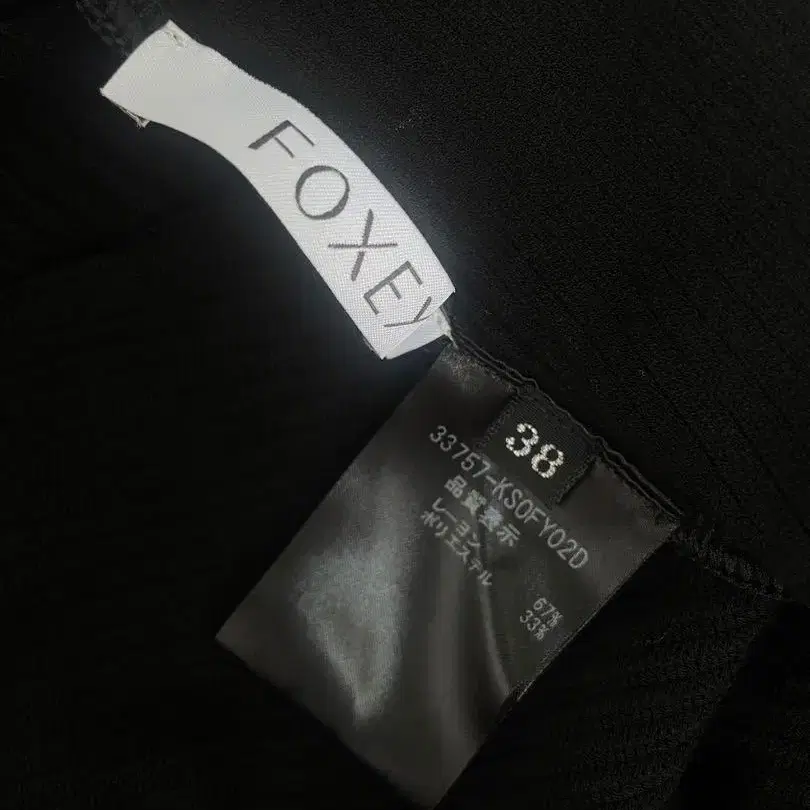 FOXEY
38
33757-KSOFY02D
品質表示
レーヨン 67%
ポリエステル 33%